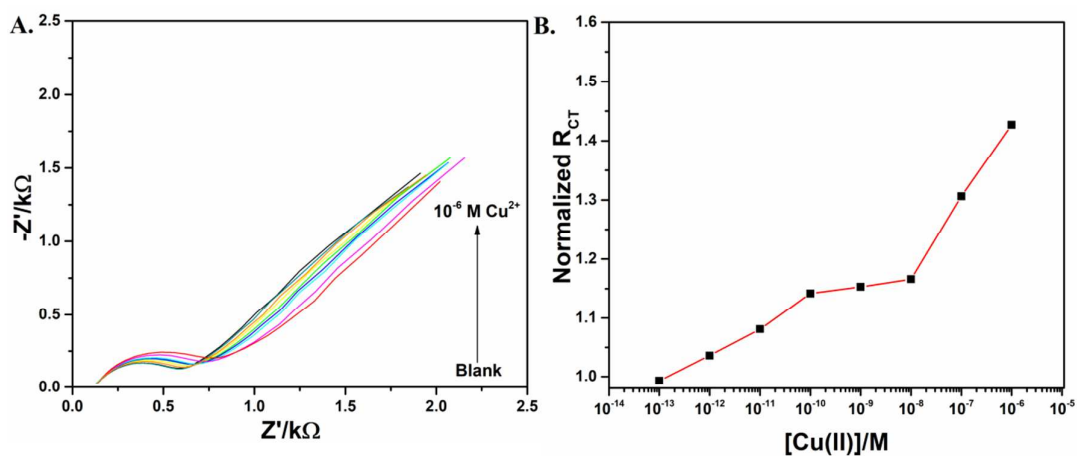 A.
2.5
2.0
1.5
1.0
0.5
0.0
-Z'/kΩ
10⁻⁶ M Cu²⁺
Blank
0.0 0.5 1.0 1.5 2.0 2.5
Z'/kΩ
B.
1.6
1.5
1.4
1.3
1.2
1.1
1.0
Normalized R_CT
10⁻¹⁴ 10⁻¹³ 10⁻¹² 10⁻¹¹ 10⁻¹⁰ 10⁻⁹ 10⁻⁸ 10⁻⁷ 10⁻⁶ 10⁻⁵
[Cu(II)]/M